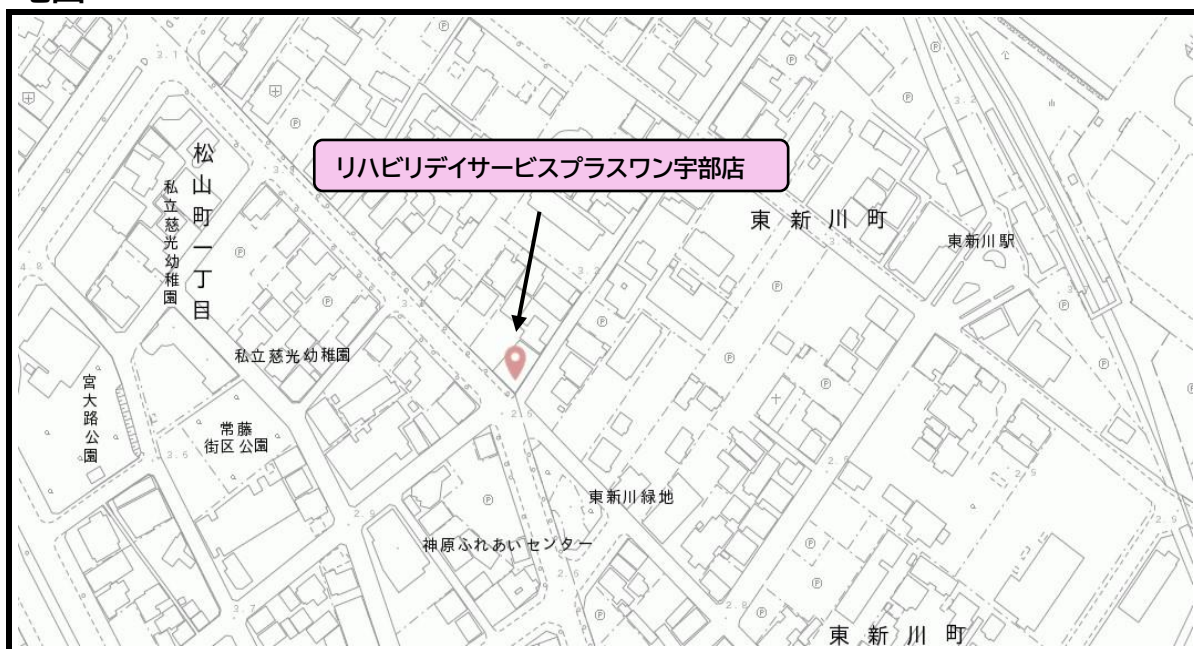 リハビリデイサービスプラスワン宇部店
松山町一丁目
私立慈光幼稚園
東新川町
東新川駅
私立慈光幼稚園
宮大路公園
常藤
街区公園
東新川緑地
神原ふれあいセンター
東新川町